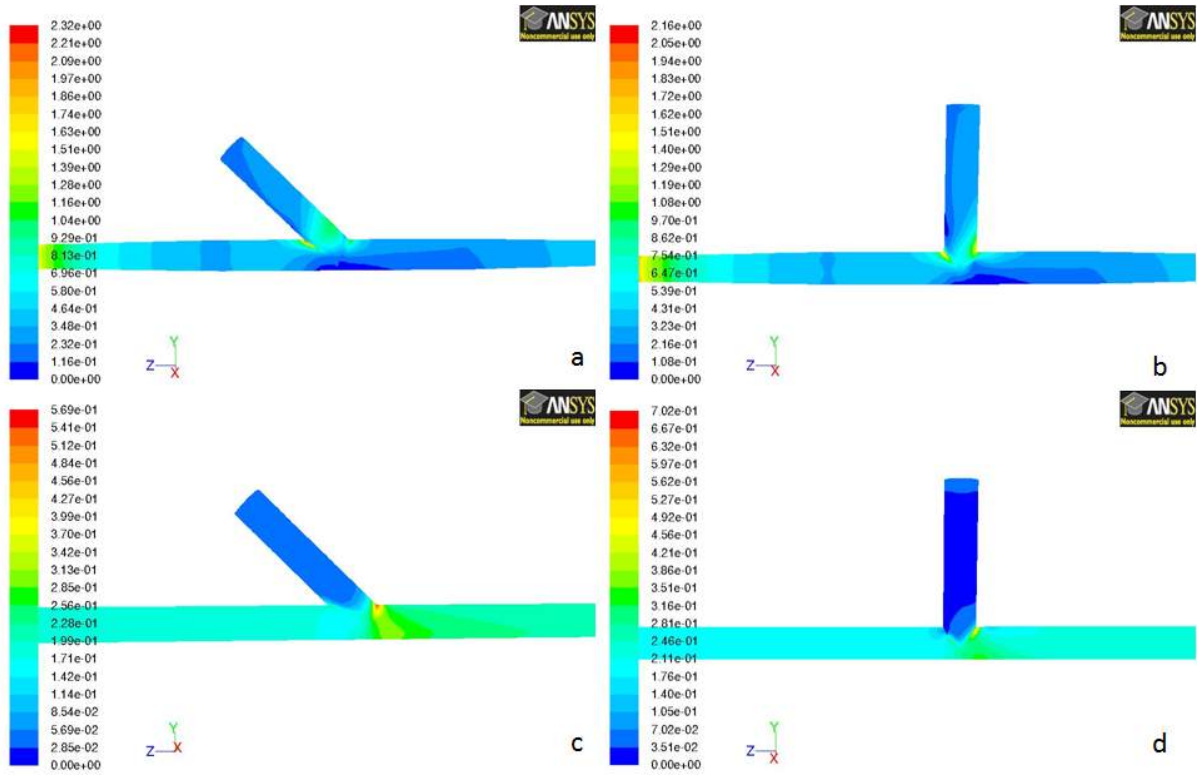 2.32e+00
2.21e+00
2.09e+00
1.97e+00
1.86e+00
1.74e+00
1.63e+00
1.51e+00
1.39e+00
1.28e+00
1.16e+00
1.04e+00
9.29e-01
8.13e-01
6.96e-01
5.80e-01
4.64e-01
3.48e-01
2.32e-01
1.16e-01
0.00e+00
ANSYS
Noncommercial use only
Y
Z
X
a
2.16e+00
2.05e+00
1.94e+00
1.83e+00
1.72e+00
1.62e+00
1.51e+00
1.40e+00
1.29e+00
1.19e+00
1.08e+00
9.70e-01
8.62e-01
7.54e-01
6.47e-01
5.39e-01
4.31e-01
3.23e-01
2.16e-01
1.08e-01
0.00e+00
ANSYS
Noncommercial use only
Y
Z
X
b
5.69e-01
5.41e-01
5.12e-01
4.84e-01
4.56e-01
4.27e-01
3.99e-01
3.70e-01
3.42e-01
3.13e-01
2.85e-01
2.56e-01
2.28e-01
1.99e-01
1.71e-01
1.42e-01
1.14e-01
8.54e-02
5.69e-02
2.85e-02
0.00e+00
ANSYS
Noncommercial use only
Y
Z
X
c
7.02e-01
6.67e-01
6.32e-01
5.97e-01
5.62e-01
5.27e-01
4.92e-01
4.56e-01
4.21e-01
3.86e-01
3.51e-01
3.16e-01
2.81e-01
2.46e-01
2.11e-01
1.76e-01
1.40e-01
1.05e-01
7.02e-02
3.51e-02
0.00e+00
ANSYS
Noncommercial use only
Y
Z
X
d